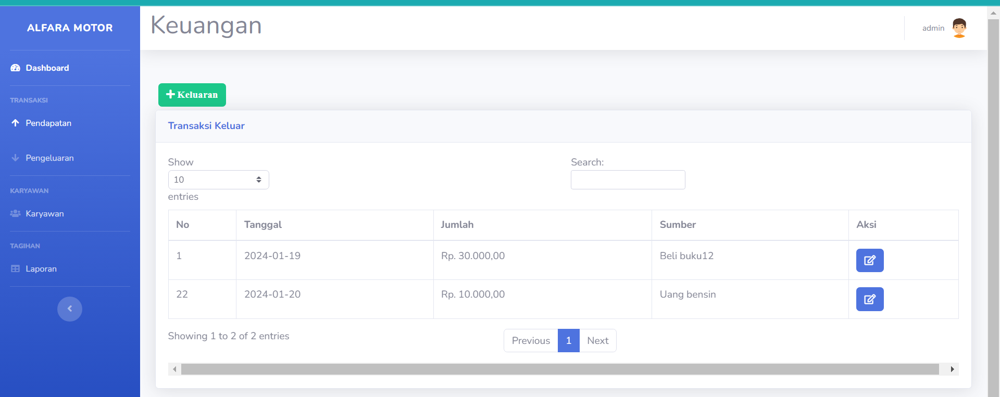 ALFARA MOTOR
Keuangan
admin
Dashboard
TRANSAKSI
Pendapatan
Pengeluaran
KARYAWAN
Karyawan
TAGIHAN
Laporan
Keluaran
Transaksi Keluar
Show
10
entries
Search:
No Tanggal Jumlah Sumber Aksi
1 2024-01-19 Rp. 30.000,00 Beli buku12
22 2024-01-20 Rp. 10.000,00 Uang bensin
Showing 1 to 2 of 2 entries
Previous 1 Next